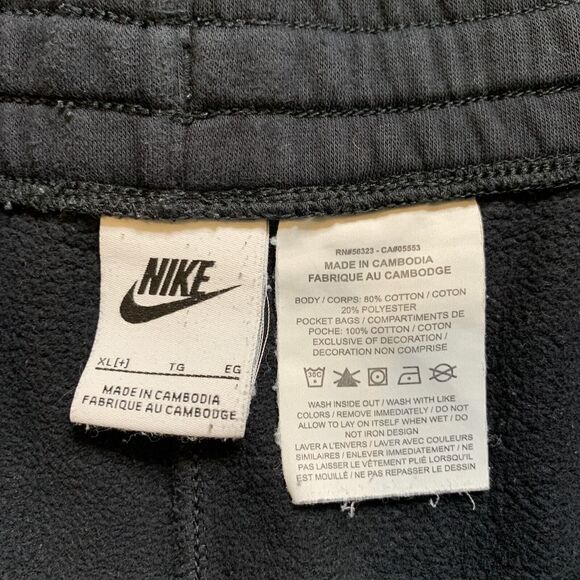 NIKE
XL [+] TG EG
MADE IN CAMBODIA
FABRIQUE AU CAMBODGE
RN#56323 - CA#05553
MADE IN CAMBODIA
FABRIQUE AU CAMBODGE
BODY / CORPS: 80% COTTON / COTON
20% POLYESTER
POCKET BAGS / COMPARTIMENTS DE
POCHE: 100% COTTON / COTON
EXCLUSIVE OF DECORATION /
DECORATION NON COMPRISE
30C
WASH INSIDE OUT / WASH WITH LIKE
COLORS / REMOVE IMMEDIATELY / DO NOT
ALLOW TO LAY ON ITSELF WHEN WET / DO
NOT IRON DESIGN
LAVER A L'ENVERS / LAVER AVEC COULEURS
SIMILAIRES / ENLEVER IMMEDIATEMENT / NE
PAS LAISSER LE VÊTEMENT PLIÉ LORSQU'IL
EST MOUILLÉ / NE PAS REPASSER LE DESSIN